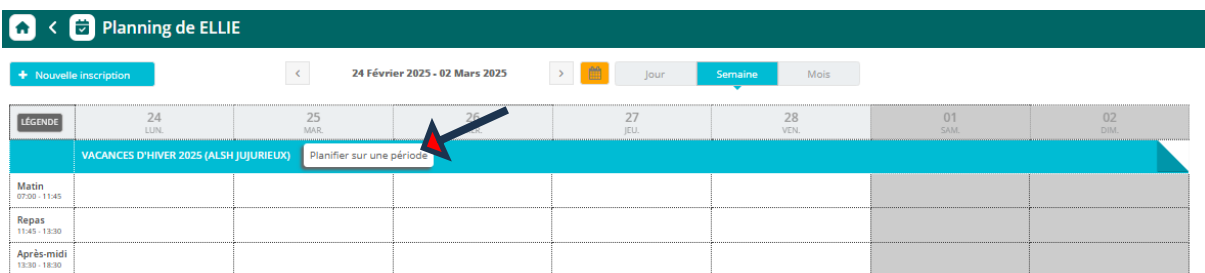 Planning de ELLIE
+ Nouvelle inscription
24 Février 2025 - 02 Mars 2025
Jour
Semaine
Mois
LÉGENDE
24
LUN.
25
MAR.
26
27
JEU.
28
VEN.
01
SAM.
02
DIM.
VACANCES D'HIVER 2025 (ALSH JUJURIEUX)
Planifier sur une période
Matin
07:00 - 11:45
Repas
11:45 - 13:30
Après-midi
13:30 - 18:30